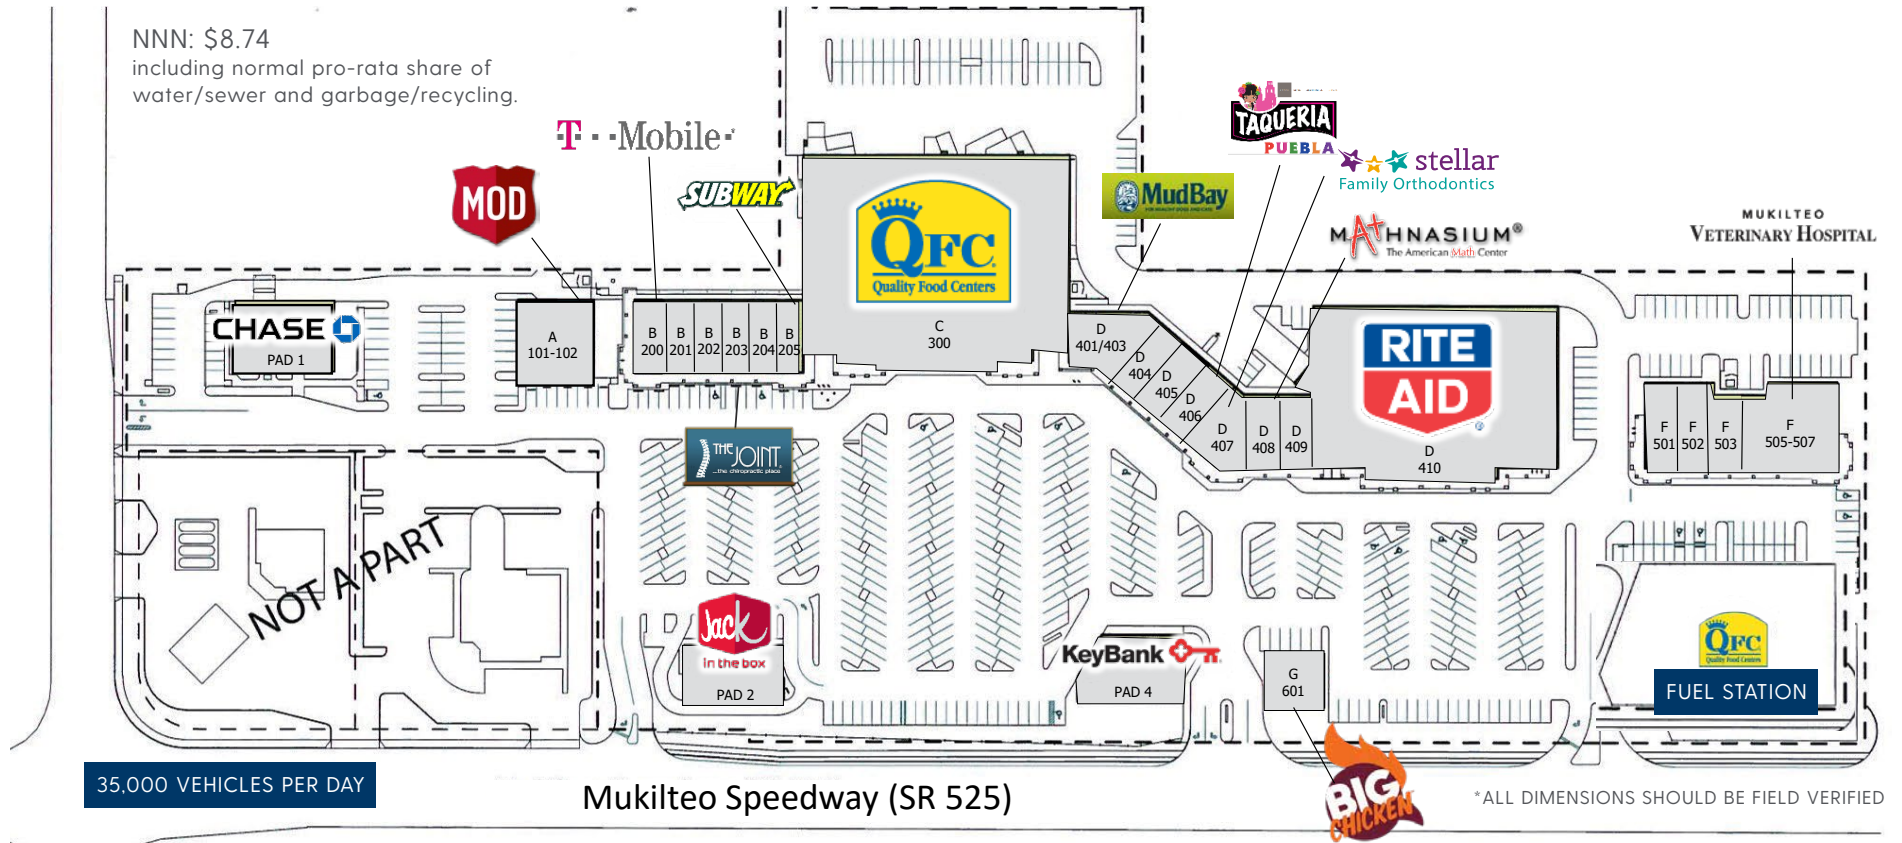 NNN: $8.74
including normal pro-rata share of
water/sewer and garbage/recycling.
T Mobile
MOD
SUBWAY
QFC
Quality Food Centers
C
300
MudBay
TAQUERIA
PUEBLA
stellar
Family Orthodontics
MATHNASIUM®
The American Math Center
MUKILTEO
VETERINARY HOSPITAL
CHASE
PAD 1
A
101-102
B
200
B
201
B
202
B
203
B
204
B
205
D
401/403
D
404
D
405
D
406
D
407
D
408
D
409
RITE
AID
D
410
F
501
F
502
F
503
F
505-507
THE JOINT
...the chiropractic place
NOT A PART
Jack
in the box
PAD 2
KeyBank
PAD 4
G
601
QFC
Quality Food Centers
FUEL STATION
35,000 VEHICLES PER DAY
Mukilteo Speedway (SR 525)
BIG
CHICKEN
*ALL DIMENSIONS SHOULD BE FIELD VERIFIED